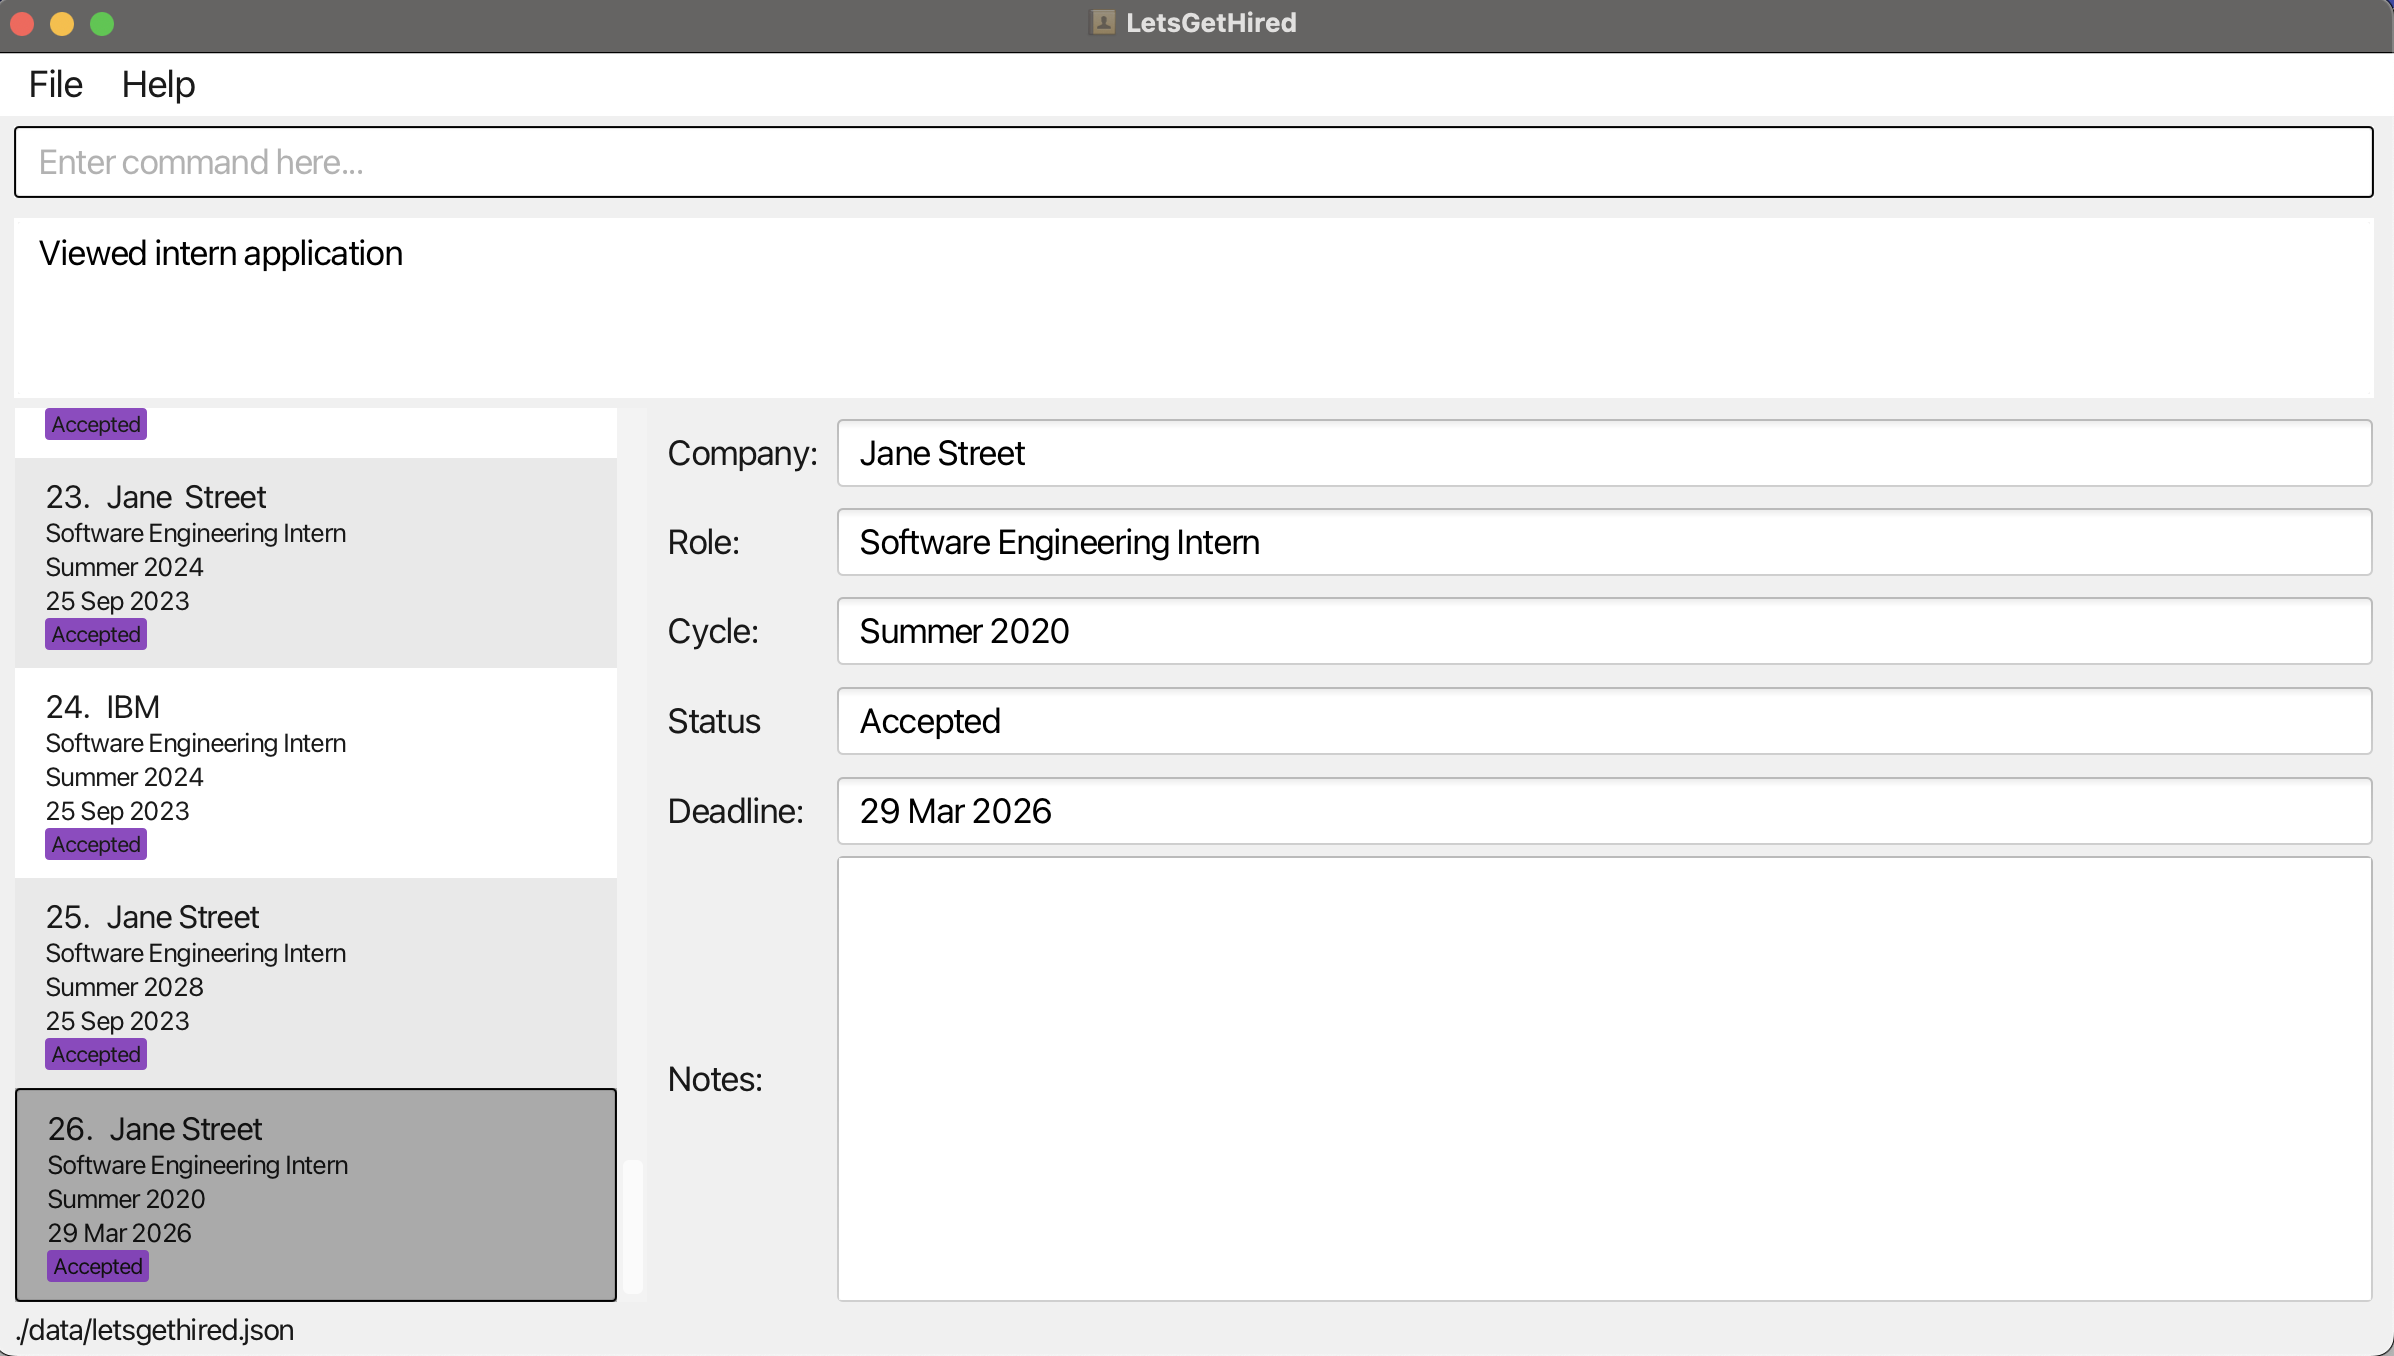 LetsGetHired
File Help
Enter command here...
Viewed intern application
Accepted
23. Jane  Street
Software Engineering Intern
Summer 2024
25 Sep 2023
Accepted
24. IBM
Software Engineering Intern
Summer 2024
25 Sep 2023
Accepted
25. Jane Street
Software Engineering Intern
Summer 2028
25 Sep 2023
Accepted
26. Jane Street
Software Engineering Intern
Summer 2020
29 Mar 2026
Accepted
Company: Jane Street
Role: Software Engineering Intern
Cycle: Summer 2020
Status Accepted
Deadline: 29 Mar 2026
Notes:
./data/letsgethired.json